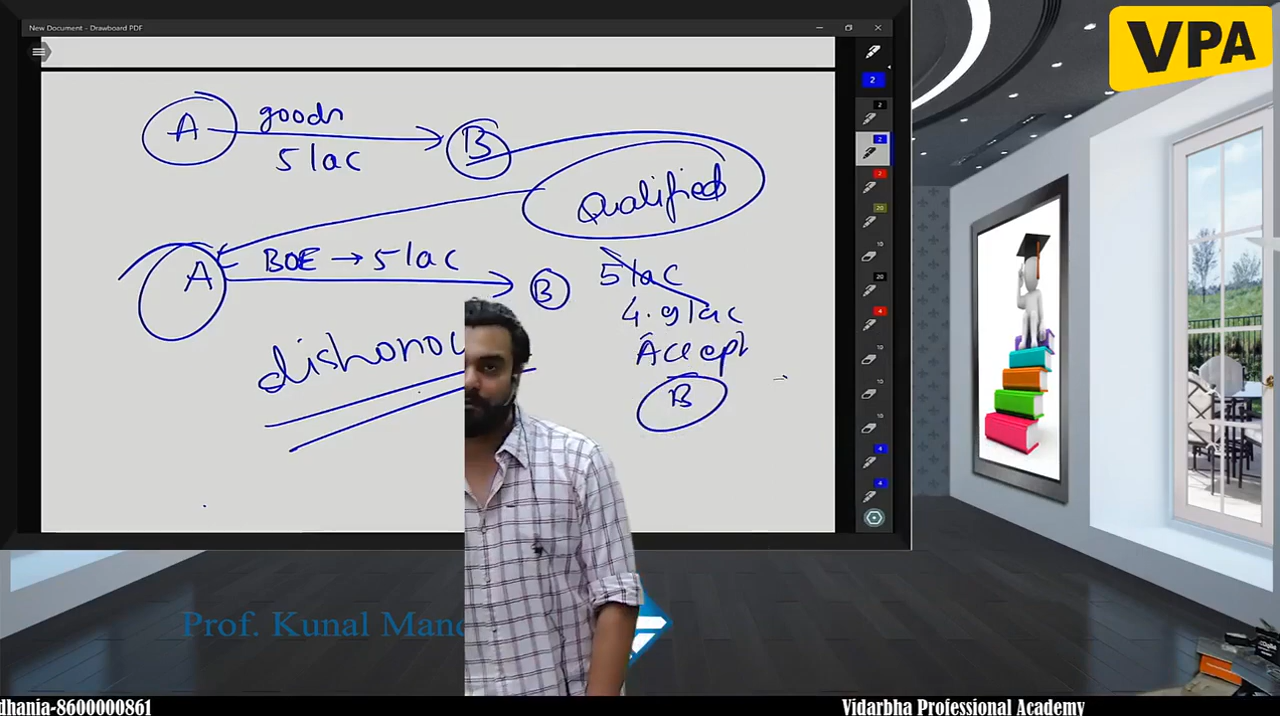 New Document - Drawboard PDF
VPA
A goods B
5 lac
Qualified
A BOE → 5 lac B
5 lac
4.9 lac
Accept
B
Prof. Kunal
dhania-8600000861 Vidarbha Professional Academy